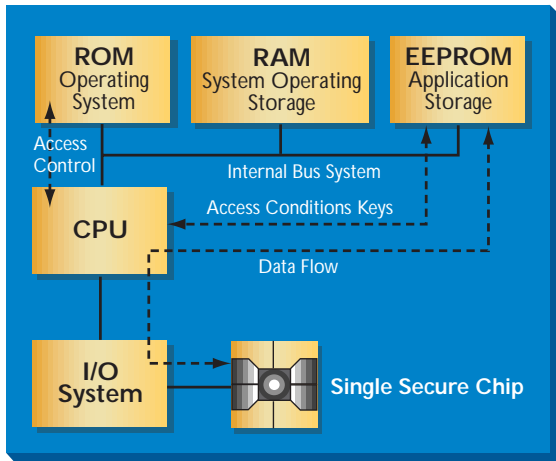 ROM
Operating
System
RAM
System Operating
Storage
EEPROM
Application
Storage
Access
Control
Internal Bus System
Access Conditions Keys
CPU
Data Flow
I/O
System
Single Secure Chip